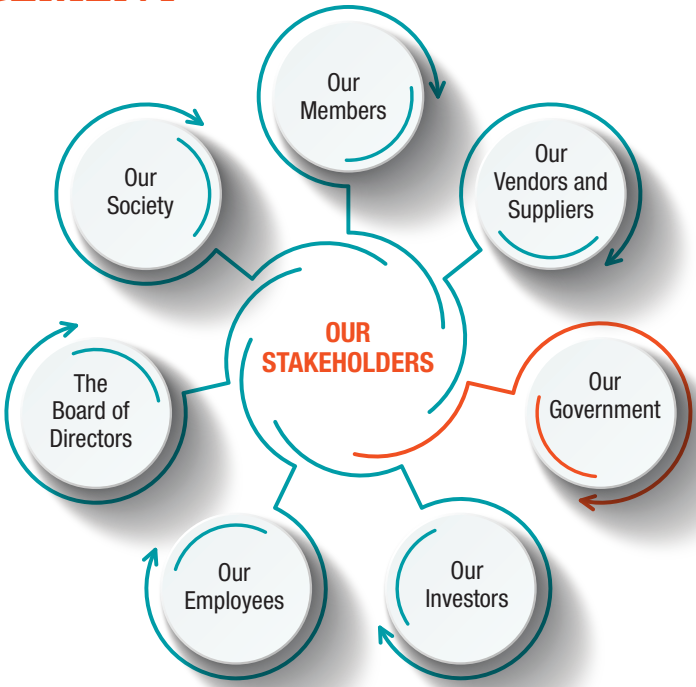 Our
Members
Our
Vendors and
Suppliers
Our
Government
Our
Investors
Our
Employees
The
Board of
Directors
Our
Society
OUR
STAKEHOLDERS